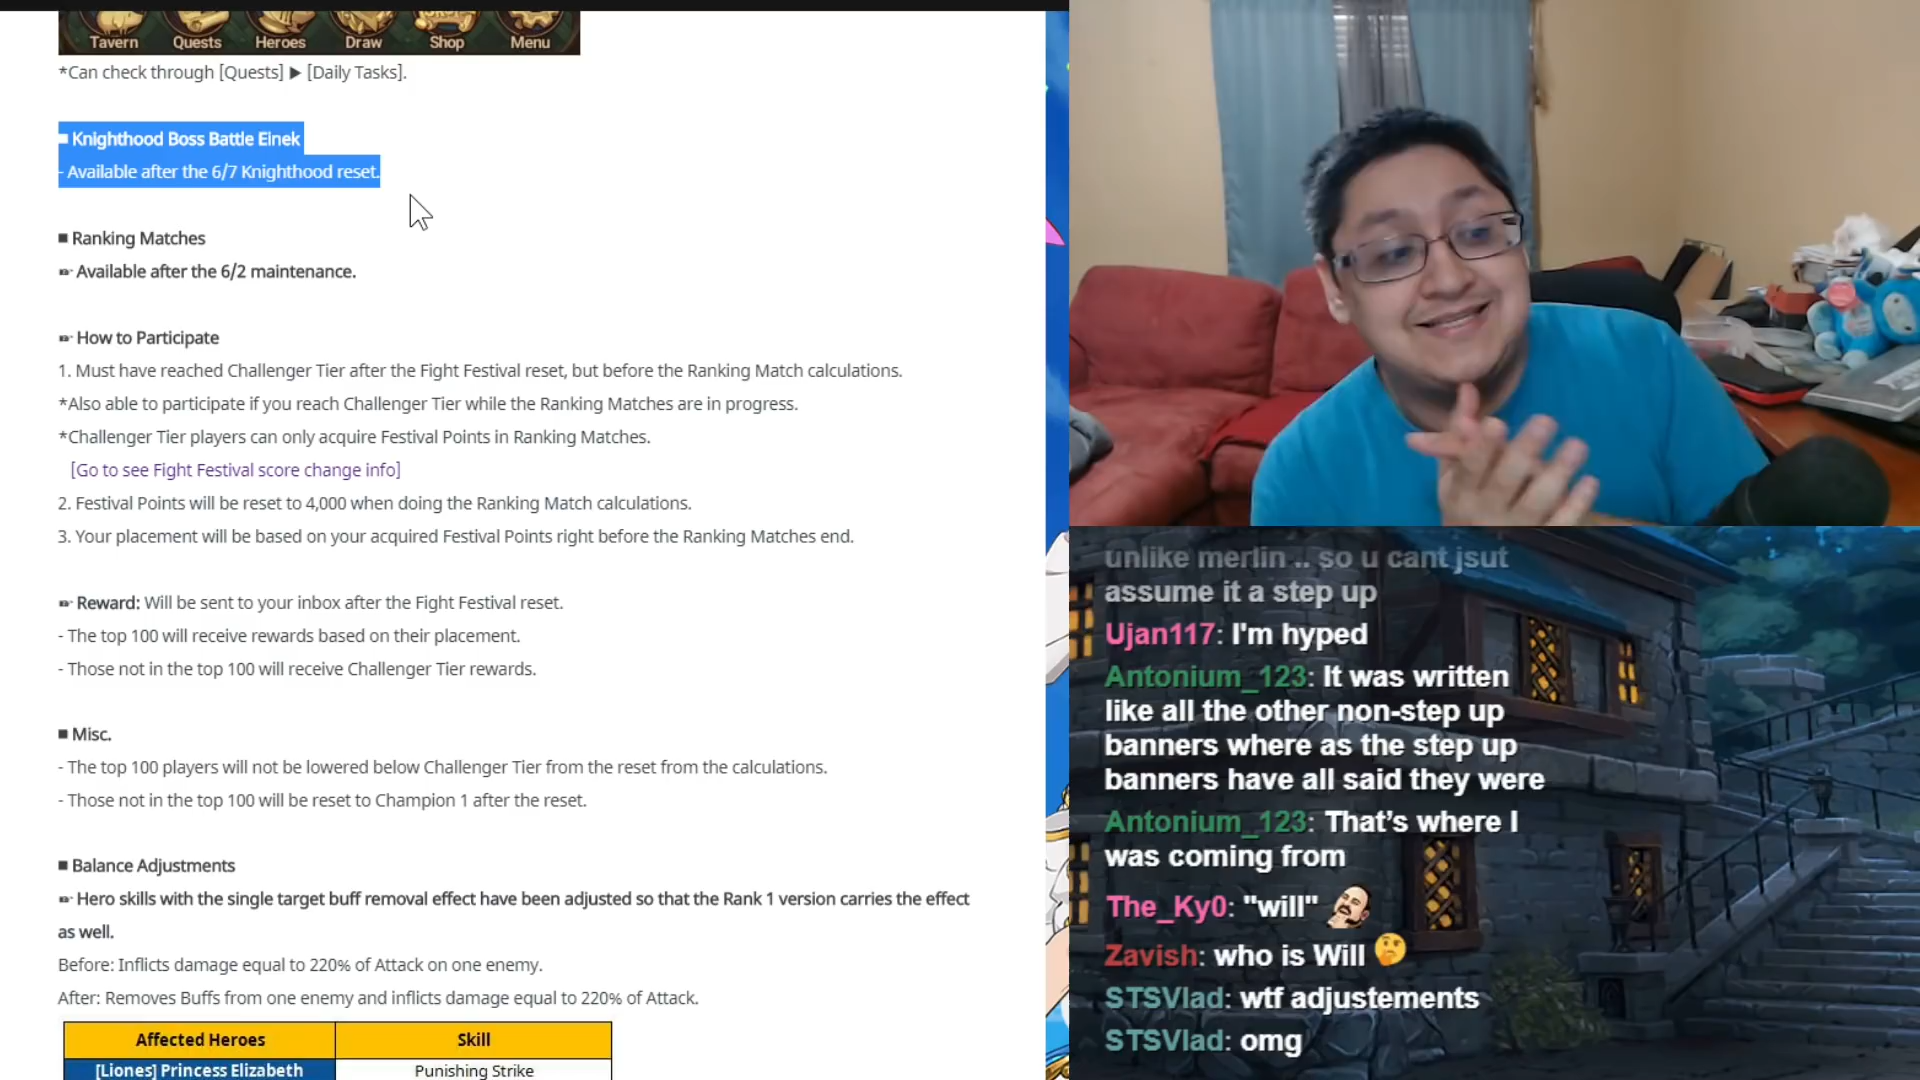 Tavern Quests Heroes Draw Shop Menu
*Can check through [Quests] ▶ [Daily Tasks].
■ Knighthood Boss Battle Einek
- Available after the 6/7 Knighthood reset.
■ Ranking Matches
☞ Available after the 6/2 maintenance.
☞ How to Participate
1. Must have reached Challenger Tier after the Fight Festival reset, but before the Ranking Match calculations.
*Also able to participate if you reach Challenger Tier while the Ranking Matches are in progress.
*Challenger Tier players can only acquire Festival Points in Ranking Matches.
[Go to see Fight Festival score change info]
2. Festival Points will be reset to 4,000 when doing the Ranking Match calculations.
3. Your placement will be based on your acquired Festival Points right before the Ranking Matches end.
☞ Reward: Will be sent to your inbox after the Fight Festival reset.
- The top 100 will receive rewards based on their placement.
- Those not in the top 100 will receive Challenger Tier rewards.
■ Misc.
- The top 100 players will not be lowered below Challenger Tier from the reset from the calculations.
- Those not in the top 100 will be reset to Champion 1 after the reset.
■ Balance Adjustments
☞ Hero skills with the single target buff removal effect have been adjusted so that the Rank 1 version carries the effect
as well.
Before: Inflicts damage equal to 220% of Attack on one enemy.
After: Removes Buffs from one enemy and inflicts damage equal to 220% of Attack.
Affected Heroes Skill
[Liones] Princess Elizabeth Punishing Strike
unlike merlin .. so u cant jsut
assume it a step up
Ujan117: I'm hyped
Antonium_123: It was written
like all the other non-step up
banners where as the step up
banners have all said they were
Antonium_123: That's where I
was coming from
The_Ky0: "will"
Zavish: who is Will 🤔
STSVlad: wtf adjustements
STSVlad: omg